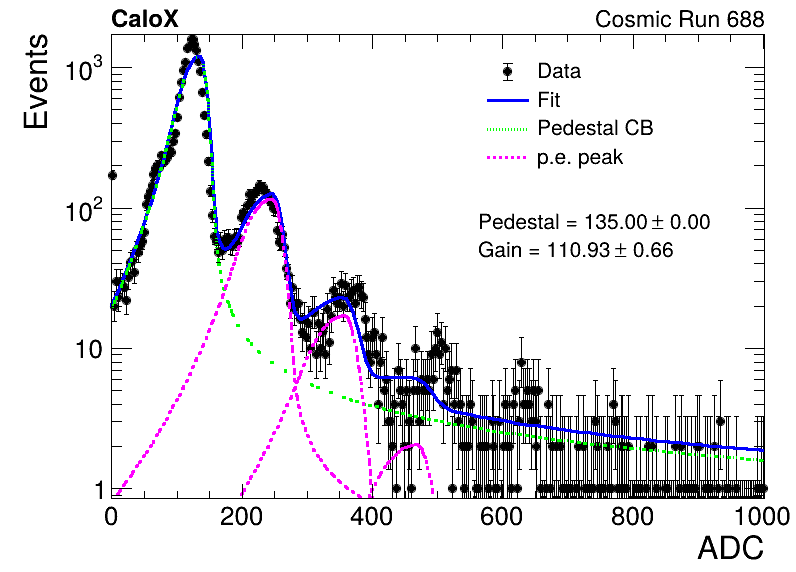 CaloX Cosmic Run 688
Events
10³
10²
10
1
Data
Fit
Pedestal CB
p.e. peak
Pedestal = 135.00 ± 0.00
Gain = 110.93 ± 0.66
0 200 400 600 800 1000
ADC